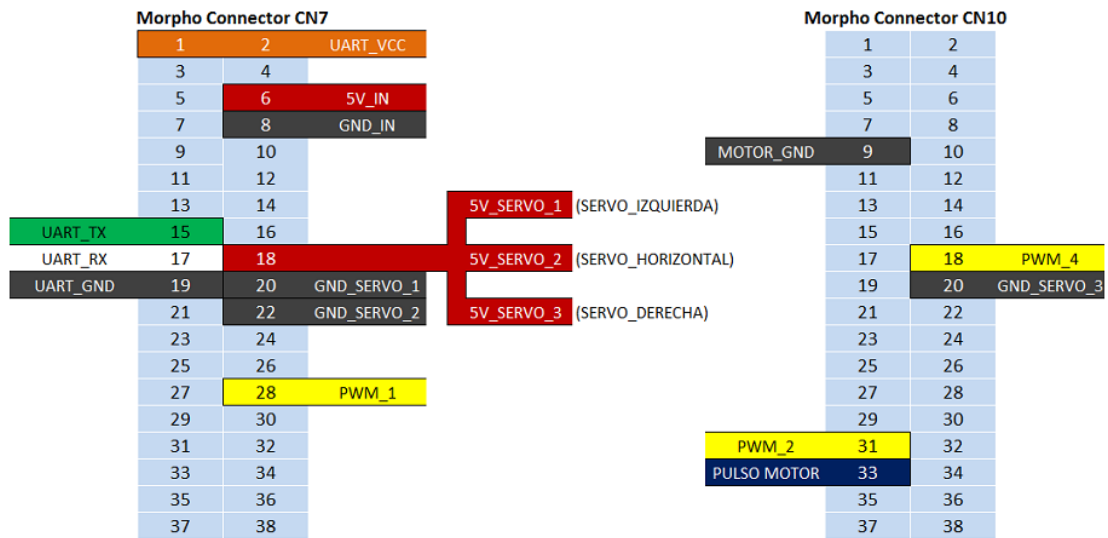 Morpho Connector CN7 Morpho Connector CN10
1 2 UART_VCC 1 2
3 4 3 4
5 6 5V_IN 5 6
7 8 GND_IN 7 8
9 10 MOTOR_GND 9 10
11 12 11 12
13 14 5V_SERVO_1 (SERVO_IZQUIERDA) 13 14
UART_TX 15 16 15 16
UART_RX 17 18 5V_SERVO_2 (SERVO_HORIZONTAL) 17 18 PWM_4
UART_GND 19 20 GND_SERVO_1 19 20 GND_SERVO_3
21 22 GND_SERVO_2 5V_SERVO_3 (SERVO_DERECHA) 21 22
23 24 23 24
25 26 25 26
27 28 PWM_1 27 28
29 30 29 30
31 32 PWM_2 31 32
33 34 PULSO MOTOR 33 34
35 36 35 36
37 38 37 38